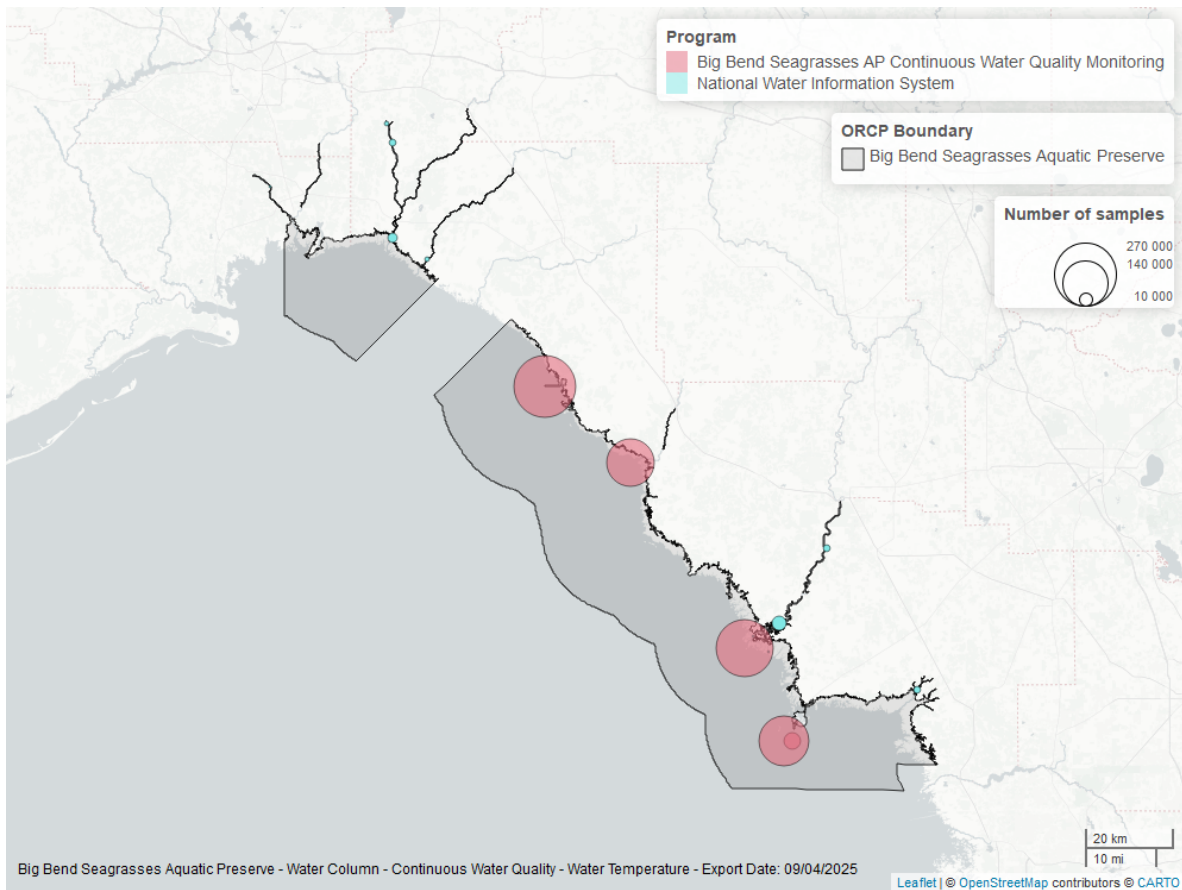 Program
Big Bend Seagrasses AP Continuous Water Quality Monitoring
National Water Information System
ORCP Boundary
Big Bend Seagrasses Aquatic Preserve
Number of samples
270 000
140 000
10 000
20 km
10 mi
Big Bend Seagrasses Aquatic Preserve - Water Column - Continuous Water Quality - Water Temperature - Export Date: 09/04/2025
Leaflet | © OpenStreetMap contributors © CARTO